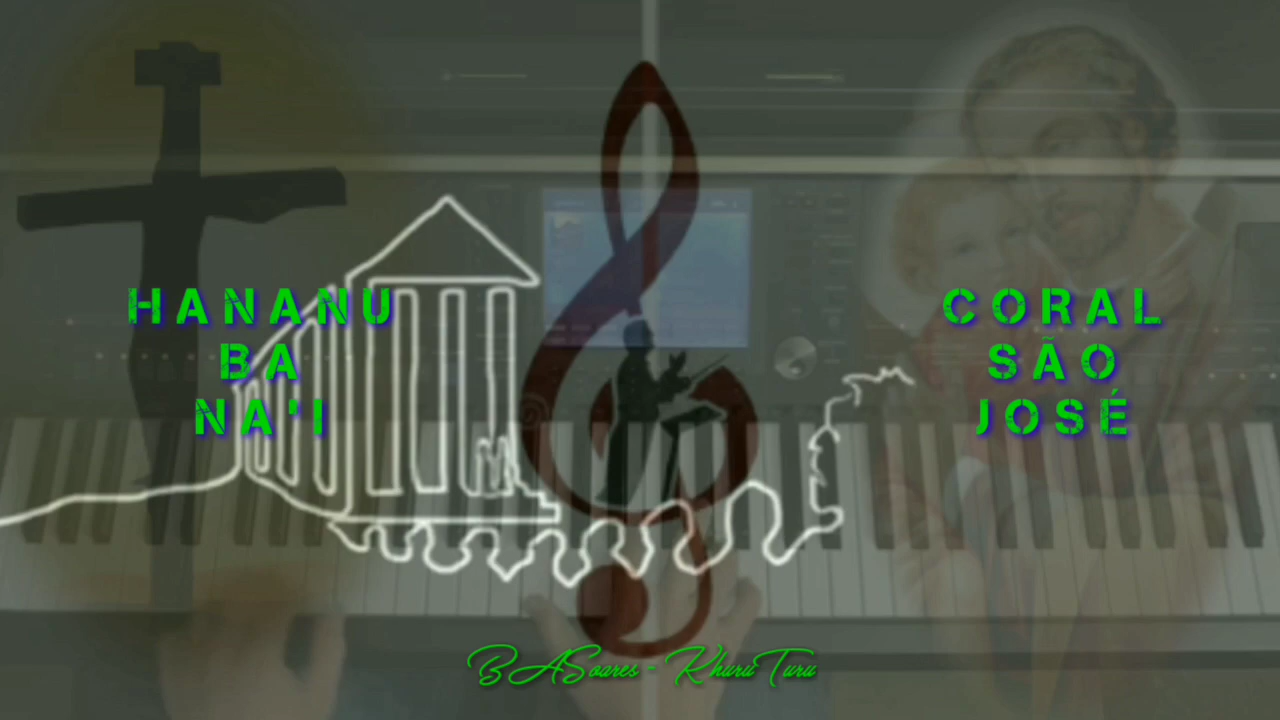 HANANU
BA
NA'I
CORAL
SÃO
JOSÉ
BASoares - KhuruTuru